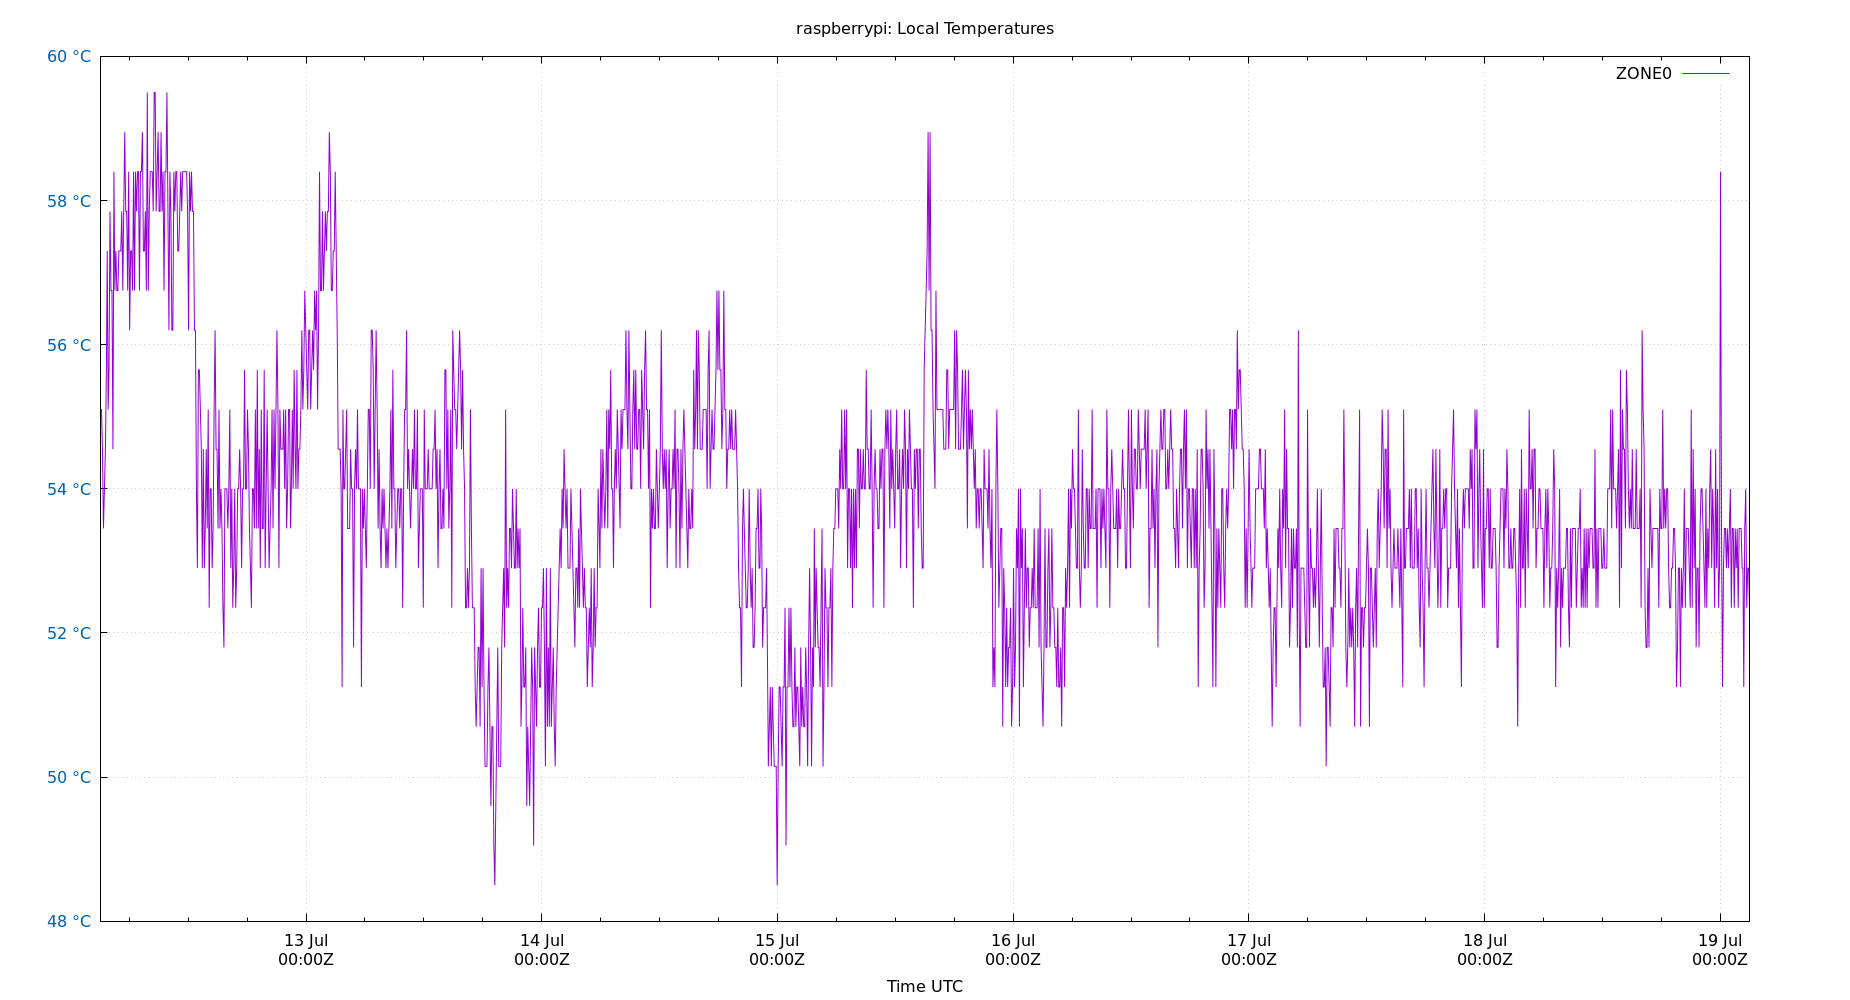 raspberrypi: Local Temperatures
60 °C
ZONE0
58 °C
56 °C
54 °C
52 °C
50 °C
48 °C
13 Jul 14 Jul 15 Jul 16 Jul 17 Jul 18 Jul 19 Jul
00:00Z 00:00Z 00:00Z 00:00Z 00:00Z 00:00Z 00:00Z
Time UTC